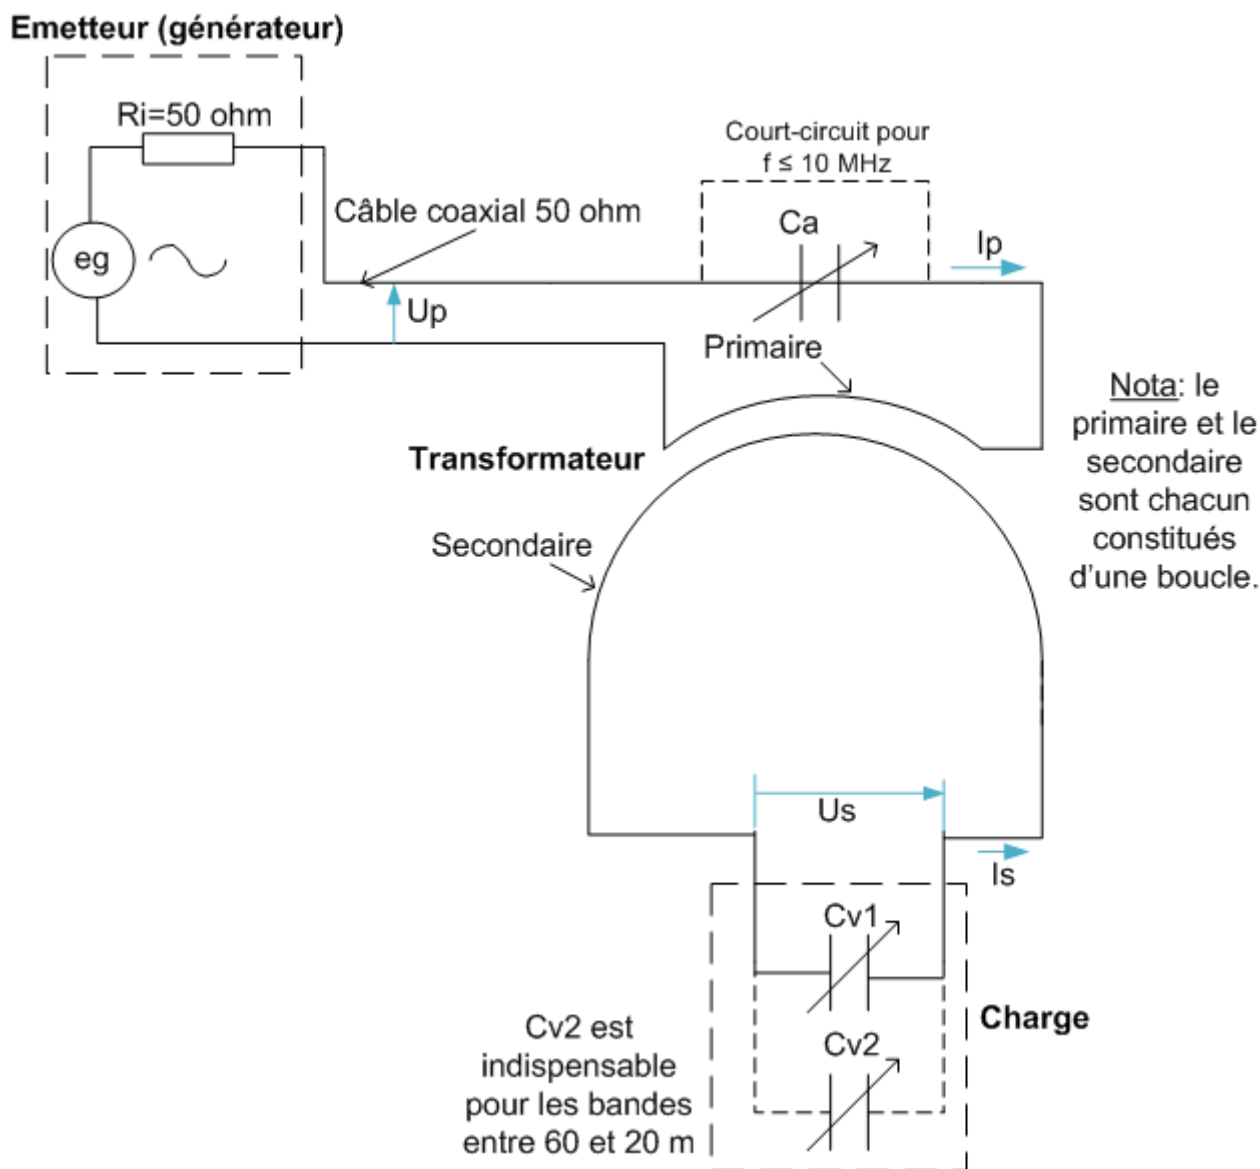 Emetteur (générateur)
Ri=50 ohm
eg
Câble coaxial 50 ohm
Up
Court-circuit pour
f ≤ 10 MHz
Ca
Ip
Primaire
Nota: le
primaire et le
secondaire
sont chacun
constitués
d'une boucle.
Transformateur
Secondaire
Us
Is
Cv1
Charge
Cv2
Cv2 est
indispensable
pour les bandes
entre 60 et 20 m